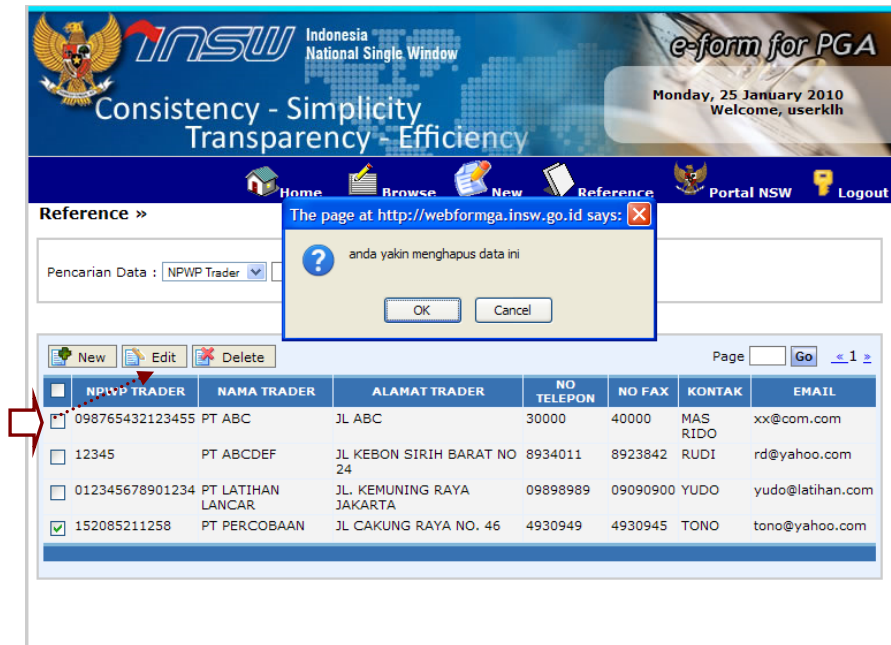 INSW Indonesia
National Single Window
e-form for PGA
Monday, 25 January 2010
Welcome, userklh
Consistency - Simplicity
Transparency - Efficiency
Home Browse New Reference Portal NSW Logout
Reference »
The page at http://webformga.insw.go.id says:
anda yakin menghapus data ini
OK Cancel
Pencarian Data : NPWP Trader
New Edit Delete Page Go « 1 »
NPWP TRADER NAMA TRADER ALAMAT TRADER NO TELEPON NO FAX KONTAK EMAIL
098765432123455 PT ABC JL ABC 30000 40000 MAS RIDO xx@com.com
12345 PT ABCDEF JL KEBON SIRIH BARAT NO 24 8934011 8923842 RUDI rd@yahoo.com
012345678901234 PT LATIHAN LANCAR JL. KEMUNING RAYA JAKARTA 09898989 09090900 YUDO yudo@latihan.com
152085211258 PT PERCOBAAN JL CAKUNG RAYA NO. 46 4930949 4930945 TONO tono@yahoo.com